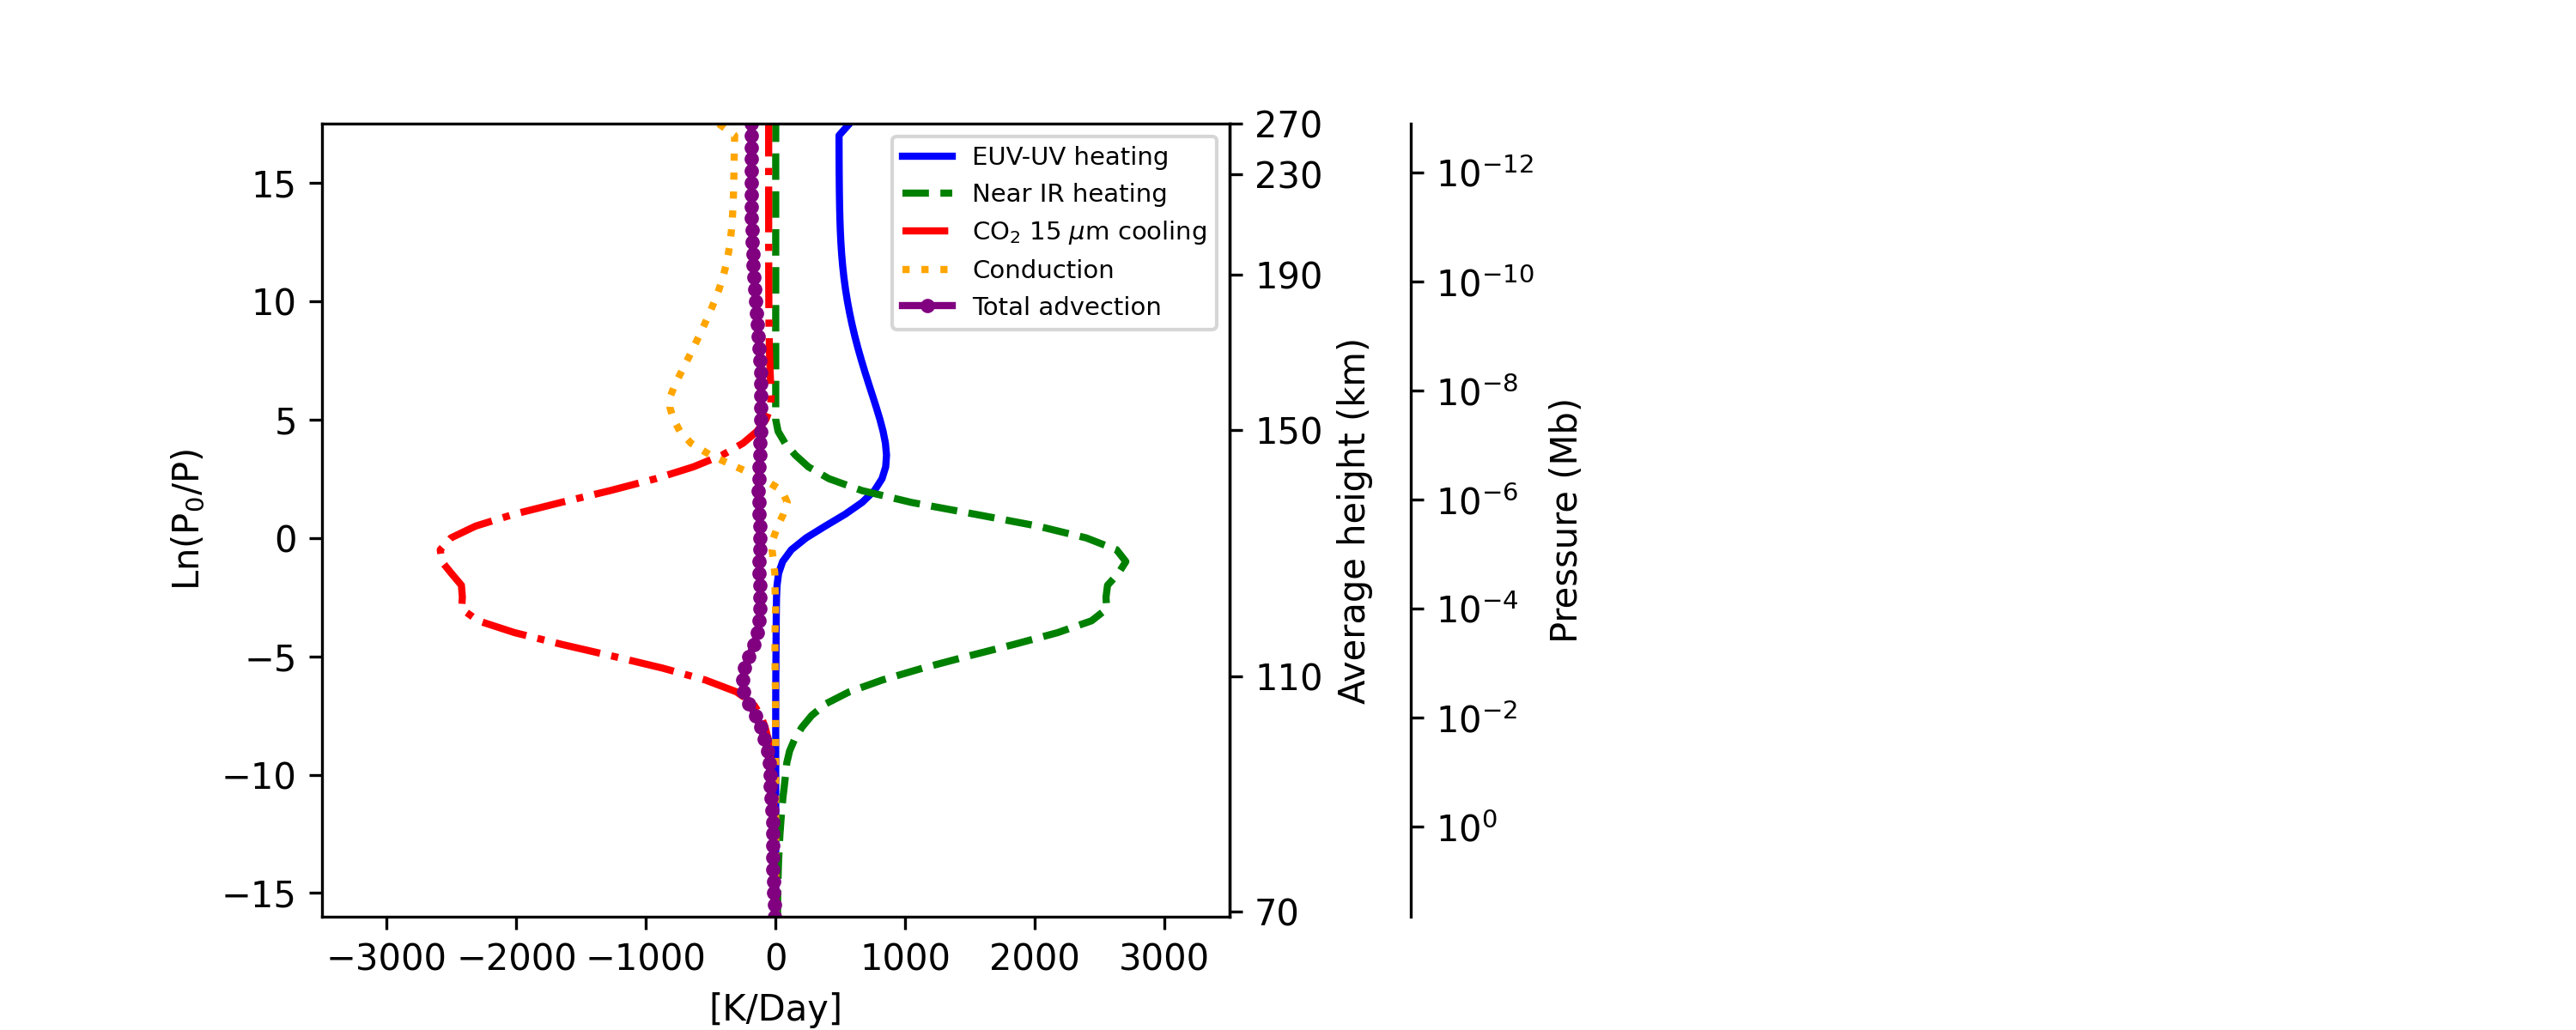 EUV-UV heating
Near IR heating
CO₂ 15 μm cooling
Conduction
Total advection
Ln(P₀/P)
15
10
5
0
−5
−10
−15
−3000 −2000 −1000 0 1000 2000 3000
[K/Day]
270
230
190
150
110
70
Average height (km)
10⁻¹²
10⁻¹⁰
10⁻⁸
10⁻⁶
10⁻⁴
10⁻²
10⁰
Pressure (Mb)